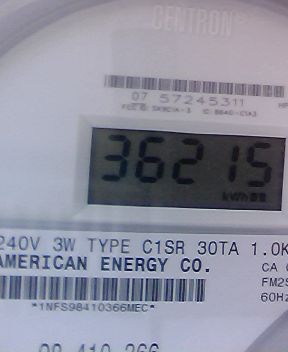 CENTRON®
07 57245311
36215
kWh
240V 3W TYPE C1SR 30TA 1.0K
AMERICAN ENERGY CO.
CA
FM2S
60Hz
*1NFS98410366MEC*